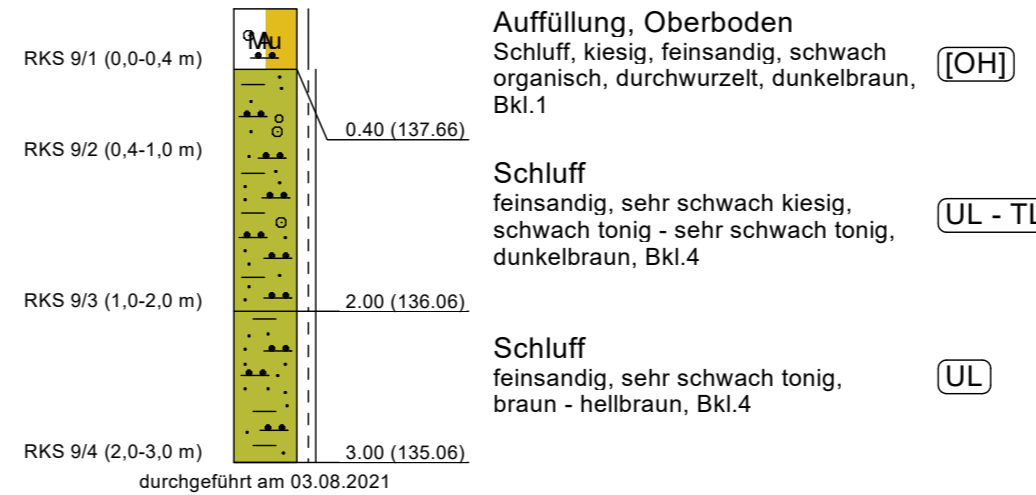 Mu
RKS 9/1 (0,0-0,4 m)
Auffüllung, Oberboden
Schluff, kiesig, feinsandig, schwach
organisch, durchwurzelt, dunkelbraun,
Bkl.1
[OH]
0.40 (137.66)
RKS 9/2 (0,4-1,0 m)
Schluff
feinsandig, sehr schwach kiesig,
schwach tonig - sehr schwach tonig,
dunkelbraun, Bkl.4
UL - TL
RKS 9/3 (1,0-2,0 m)
2.00 (136.06)
Schluff
feinsandig, sehr schwach tonig,
braun - hellbraun, Bkl.4
UL
RKS 9/4 (2,0-3,0 m)
3.00 (135.06)
durchgeführt am 03.08.2021